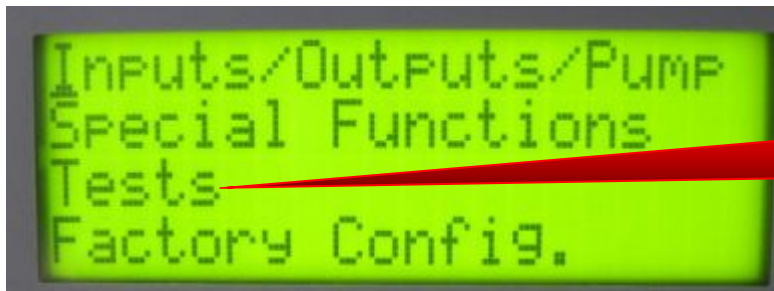 Inputs/Outputs/Pump
Special Functions
Tests
Factory Config.